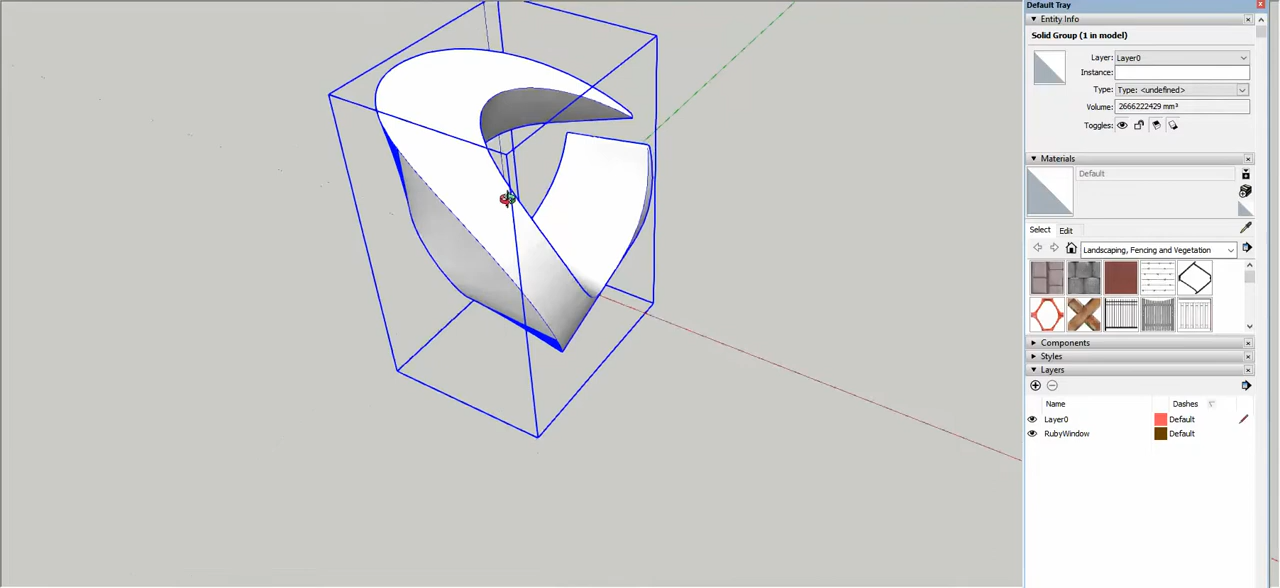 Default Tray
Entity Info
Solid Group (1 in model)
Layer: Layer0
Instance:
Type: Type: <undefined>
Volume: 2666222429 mm³
Toggles:
Materials
Default
Select Edit
Landscaping, Fencing and Vegetation
Components
Styles
Layers
Name Dashes
Layer0 Default
RubyWindow Default